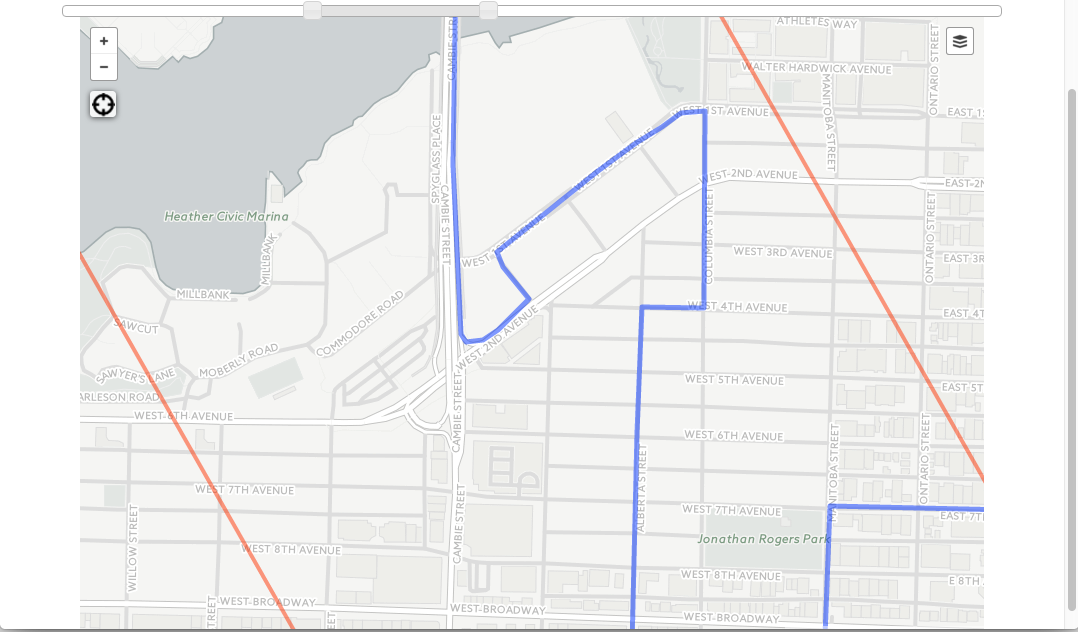 ATHLETES WAY
CAMBIE STR
ONTARIO STREET
WALTER HARDWICK AVENUE
MANITOBA STREET
WEST 1ST AVENUE
EAST 1S
SPYGLASS PLACE
WEST 1ST AVENUE
WEST 2ND AVENUE
EAST 2N
CAMBIE STREET
Heather Civic Marina
WEST 1ST AVENUE
COLUMBIA STREET
ONTARIO STREET
MILLBANK
WEST 3RD AVENUE
EAST 3R
MILLBANK
COMMODORE ROAD
WEST 4TH AVENUE
EAST 4T
SAWCUT
WEST 2ND AVENUE
MOBERLY ROAD
SAWYER'S LANE
WEST 5TH AVENUE
EAST 5T
ARLESON ROAD
WEST 6TH AVENUE
CAMBIE STREET
WEST 6TH AVENUE
MANITOBA STREET
ONTARIO STREET
ALBERTA STREET
WEST 7TH AVENUE
CAMBIE STREET
WEST 7TH AVENUE
EAST 7T
WILLOW STREET
Jonathan Rogers Park
WEST 8TH AVENUE
WEST 8TH AVENUE
E 8TH
WEST BROADWAY
WEST BROADWAY
WEST BROADWAY
STREET
STREET